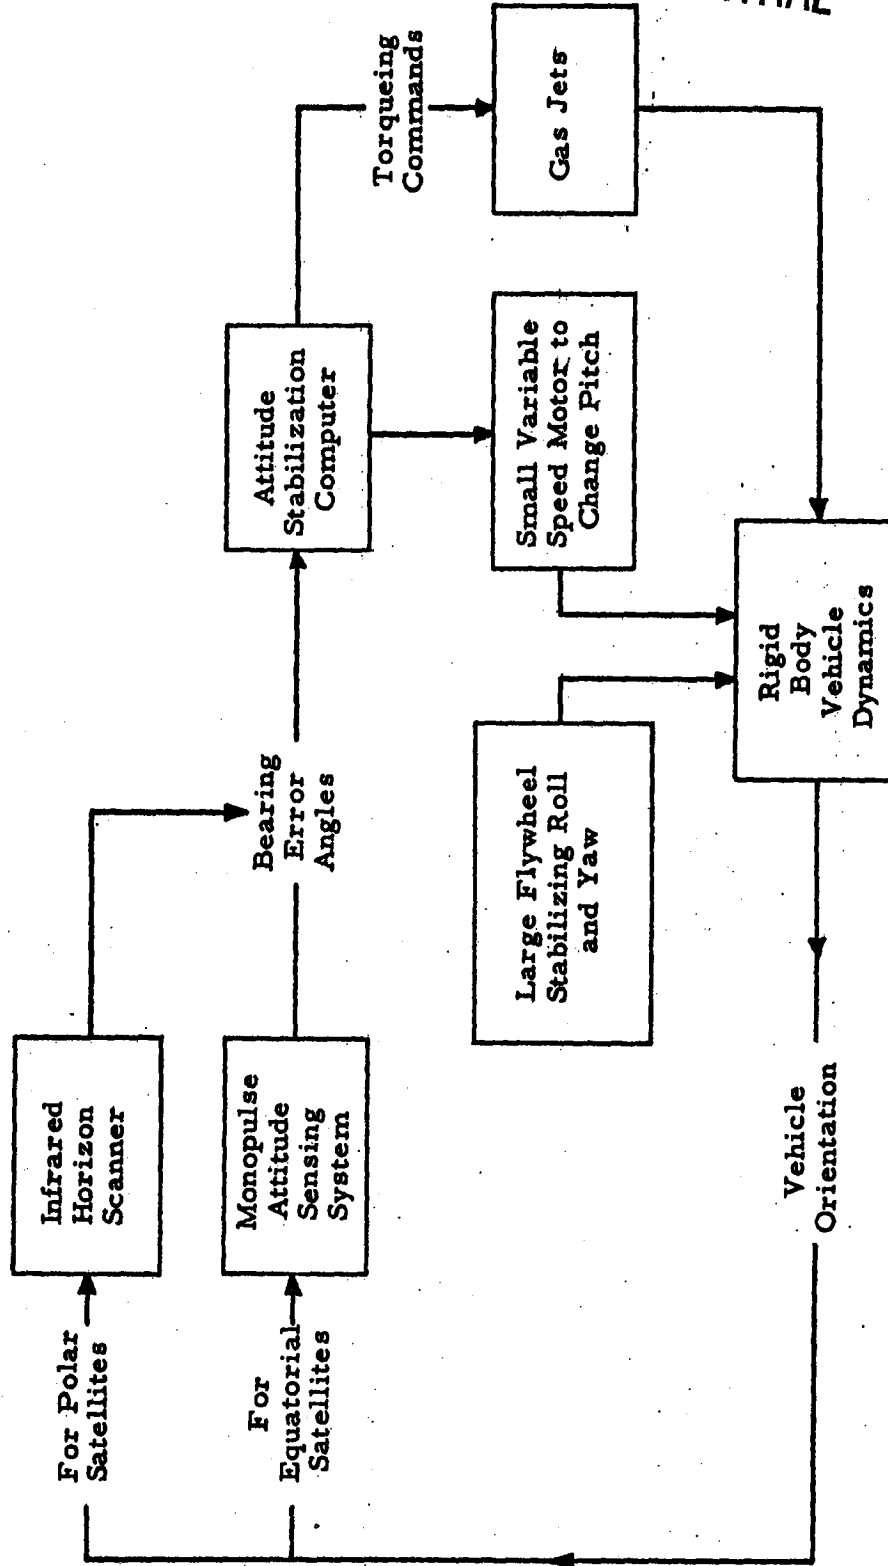 For Polar
Satellites
Infrared
Horizon
Scanner
For
Equatorial
Satellites
Monopulse
Attitude
Sensing
System
Bearing
Error
Angles
Attitude
Stabilization
Computer
Torqueing
Commands
Gas Jets
Small Variable
Speed Motor to
Change Pitch
Large Flywheel
Stabilizing Roll
and Yaw
Rigid
Body
Vehicle
Dynamics
Vehicle
Orientation